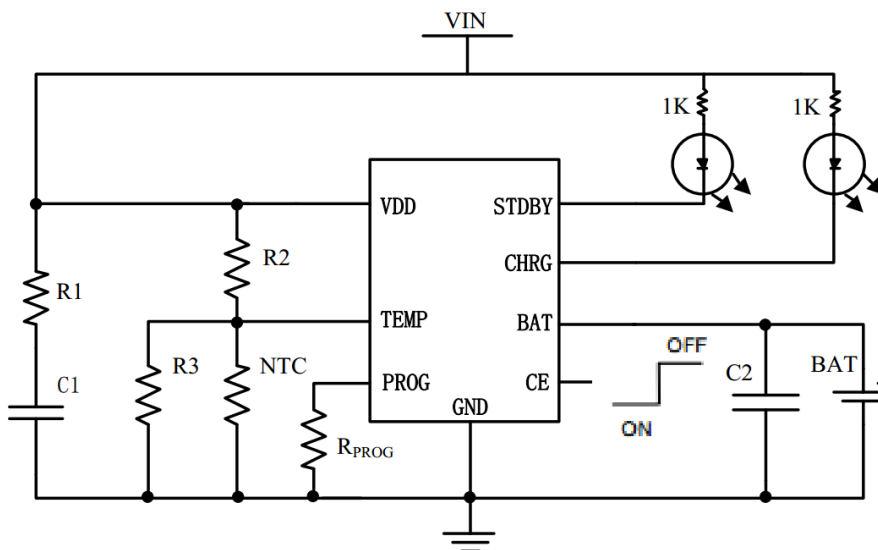 VIN
1K
1K
VDD
STDBY
R2
CHRG
R1
TEMP
BAT
OFF
R3
NTC
C2
BAT
C1
PROG
CE
GND
ON
RPROG